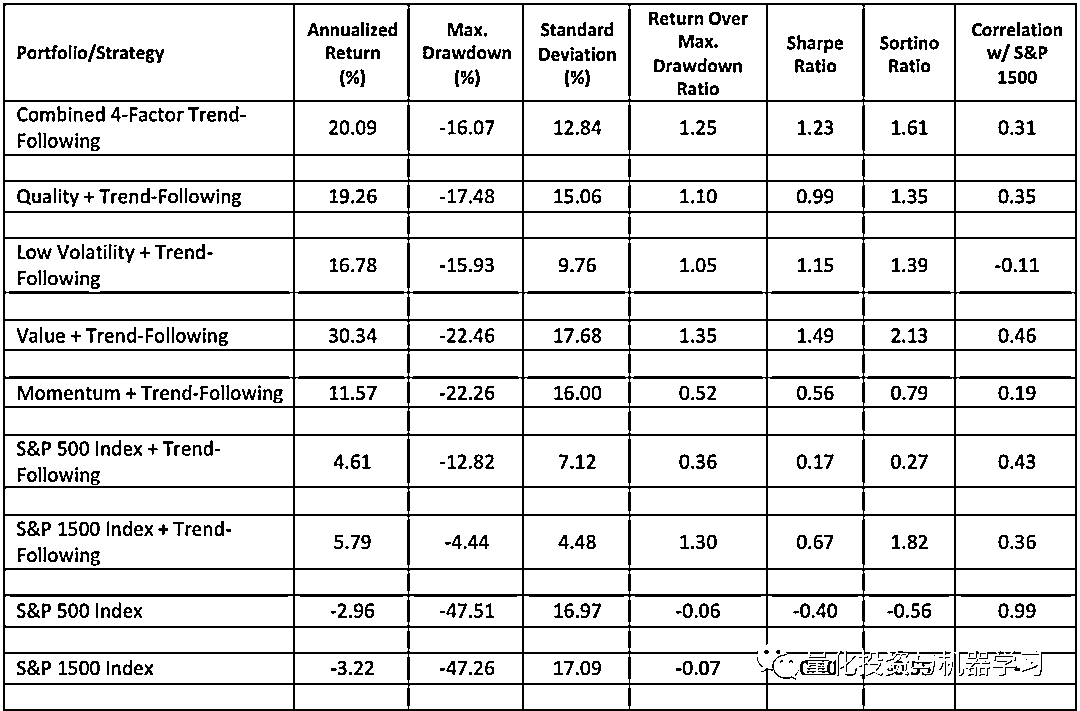 Portfolio/Strategy Annualized Return (%) Max. Drawdown (%) Standard Deviation (%) Return Over Max. Drawdown Ratio Sharpe Ratio Sortino Ratio Correlation w/ S&P 1500
Combined 4-Factor Trend-Following 20.09 -16.07 12.84 1.25 1.23 1.61 0.31
Quality + Trend-Following 19.26 -17.48 15.06 1.10 0.99 1.35 0.35
Low Volatility + Trend-Following 16.78 -15.93 9.76 1.05 1.15 1.39 -0.11
Value + Trend-Following 30.34 -22.46 17.68 1.35 1.49 2.13 0.46
Momentum + Trend-Following 11.57 -22.26 16.00 0.52 0.56 0.79 0.19
S&P 500 Index + Trend-Following 4.61 -12.82 7.12 0.36 0.17 0.27 0.43
S&P 1500 Index + Trend-Following 5.79 -4.44 4.48 1.30 0.67 1.82 0.36
S&P 500 Index -2.96 -47.51 16.97 -0.06 -0.40 -0.56 0.99
S&P 1500 Index -3.22 -47.26 17.09 -0.07
量化投资与机器学习